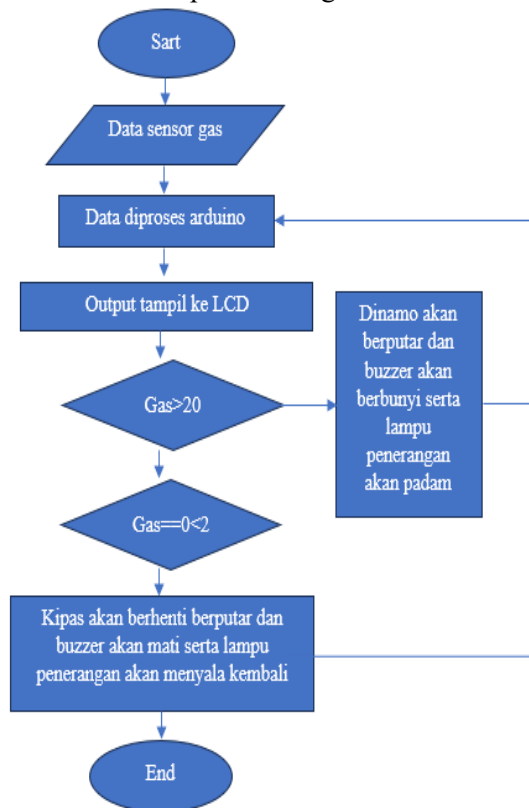 Sart
Data sensor gas
Data diproses arduino
Output tampil ke LCD
Gas>20
Dinamo akan
berputar dan
buzzer akan
berbunyi serta
lampu
penerangan
akan padam
Gas==0<2
Kipas akan berhenti berputar dan
buzzer akan mati serta lampu
penerangan akan menyala kembali
End